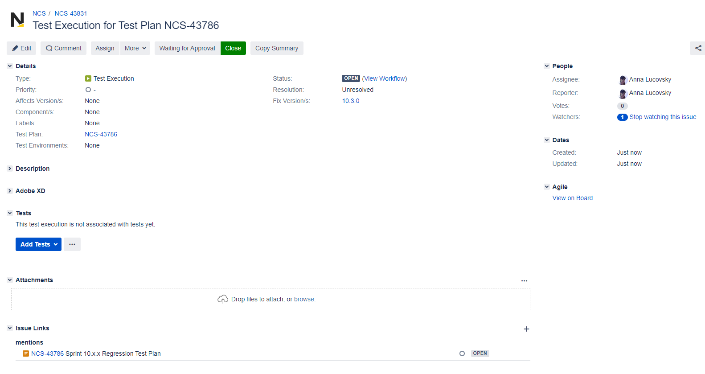 NCS / NCS-43931
Test Execution for Test Plan NCS-43786
Edit Comment Assign More Waiting for Approval Close Copy Summary
Details
Type: Test Execution
Priority: -
Affects Version/s: None
Component/s: None
Labels: None
Test Plan: NCS-43786
Test Environments: None
Status: OPEN (View Workflow)
Resolution: Unresolved
Fix Version/s: 10.3.0
Description
Adobe XD
Tests
This test execution is not associated with tests yet.
Add Tests ...
Attachments
...
Drop files to attach, or browse.
Issue Links
mentions
NCS-43786 Sprint 10.x.x Regression Test Plan OPEN
People
Assignee: Anna Lucovsky
Reporter: Anna Lucovsky
Votes: 0
Watchers: 1 Stop watching this issue
Dates
Created: Just now
Updated: Just now
Agile
View on Board